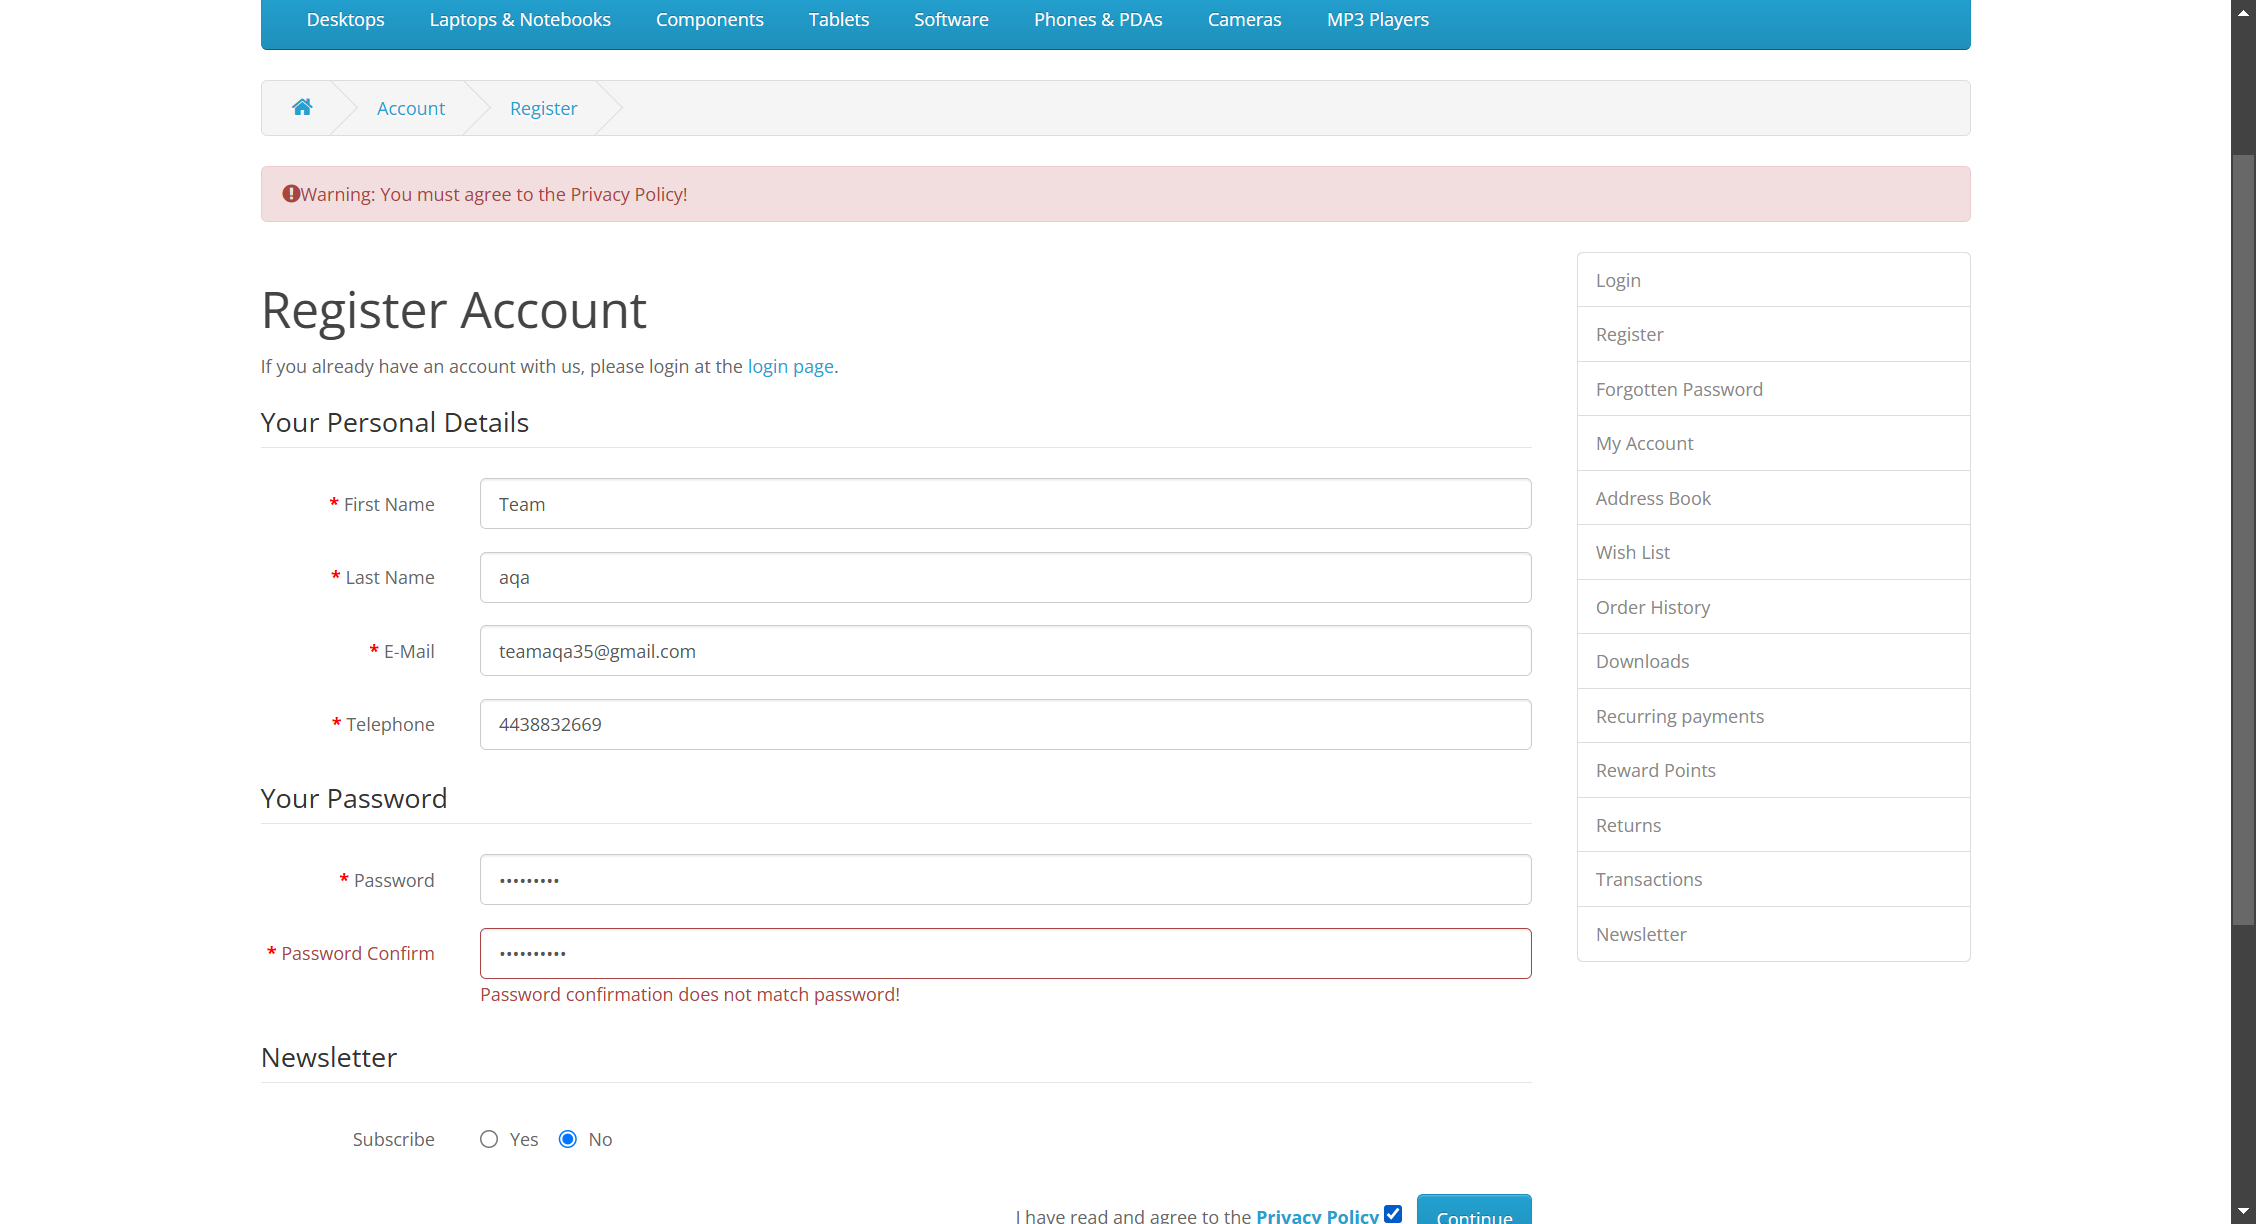 Desktops Laptops & Notebooks Components Tablets Software Phones & PDAs Cameras MP3 Players
Account Register
Warning: You must agree to the Privacy Policy!
Register Account
If you already have an account with us, please login at the login page.
Your Personal Details
* First Name Team
* Last Name aqa
* E-Mail teamaqa35@gmail.com
* Telephone 4438832669
Your Password
* Password •••••••••
* Password Confirm ••••••••••
Password confirmation does not match password!
Newsletter
Subscribe Yes No
I have read and agree to the Privacy Policy Continue
Login
Register
Forgotten Password
My Account
Address Book
Wish List
Order History
Downloads
Recurring payments
Reward Points
Returns
Transactions
Newsletter